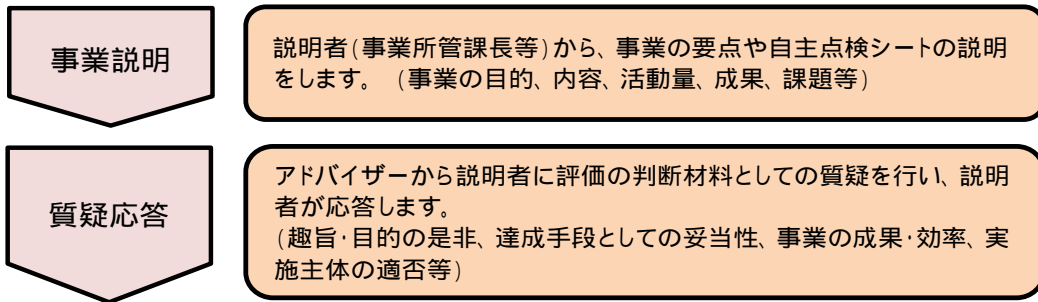 事業説明
説明者(事業所管課長等)から、事業の要点や自主点検シートの説明
をします。 (事業の目的、内容、活動量、成果、課題等)
質疑応答
アドバイザーから説明者に評価の判断材料としての質疑を行い、説明
者が応答します。
(趣旨・目的の是非、達成手段としての妥当性、事業の成果・効率、実
施主体の適否等)